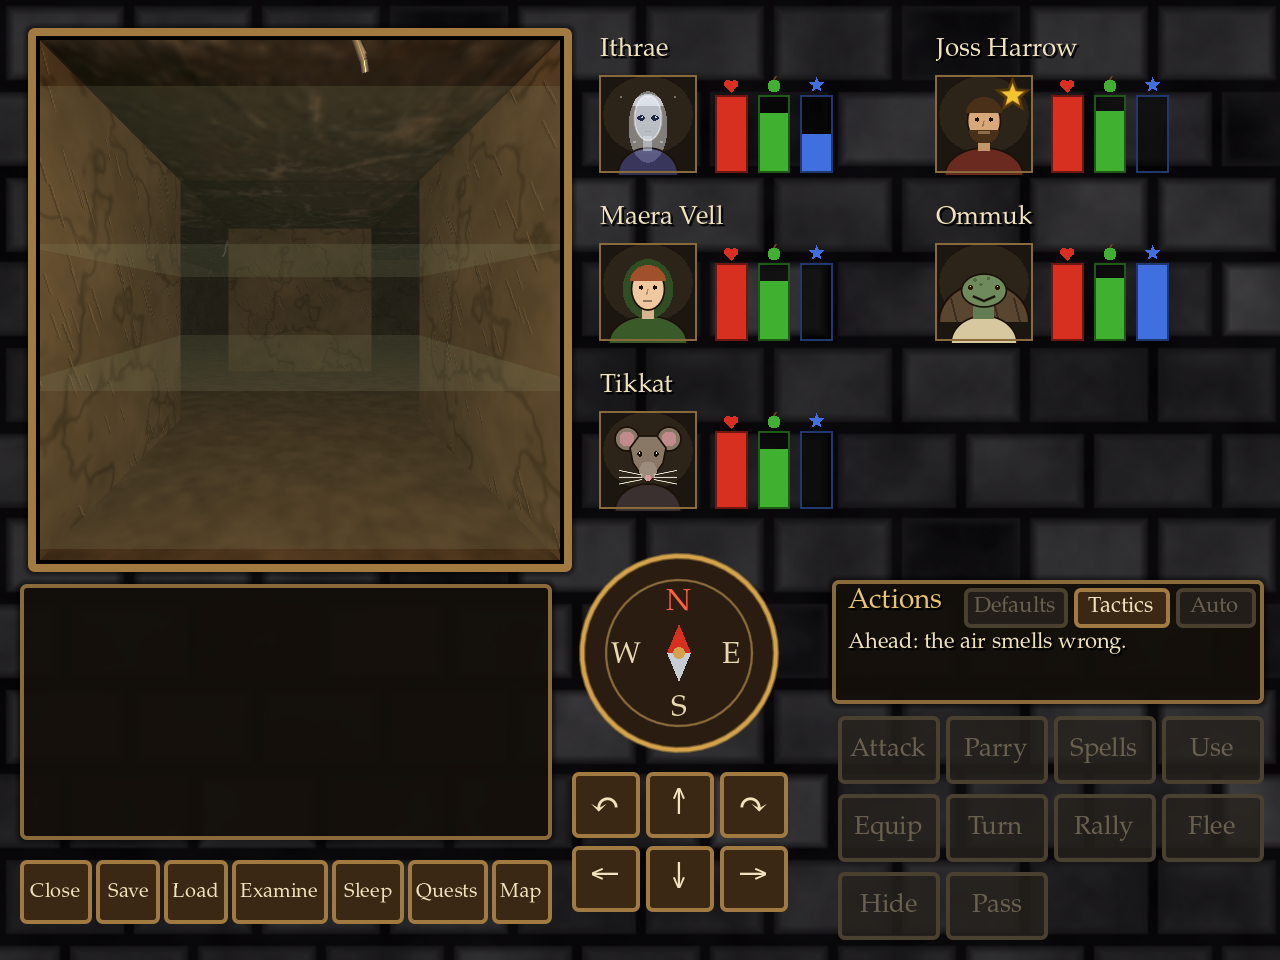 Ithrae
Joss Harrow
Maera Vell
Ommuk
Tikkat
N
W E
S
Actions Defaults Tactics Auto
Ahead: the air smells wrong.
Attack Parry Spells Use
Equip Turn Rally Flee
Hide Pass
Close Save Load Examine Sleep Quests Map